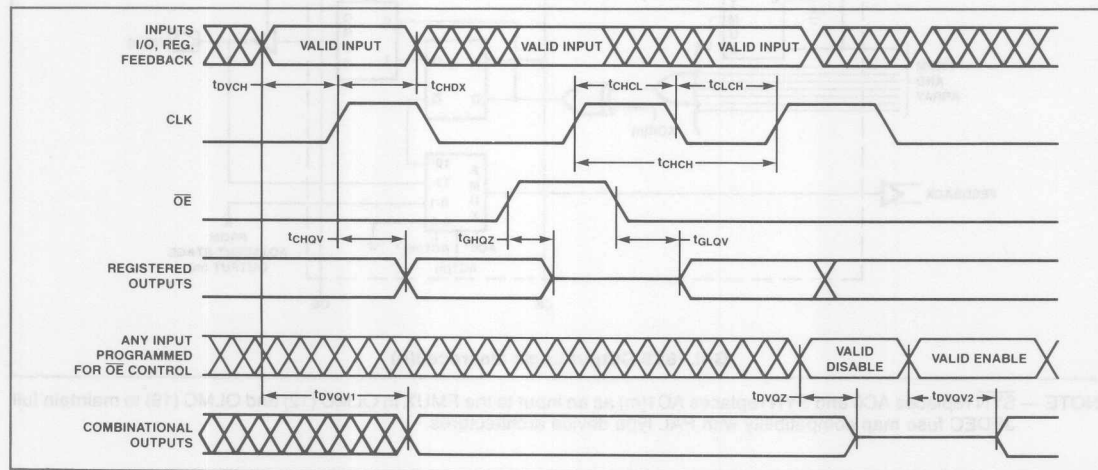 INPUTS
I/O, REG.
FEEDBACK
VALID INPUT
VALID INPUT
VALID INPUT
tDVCH
tCHDX
tCHCL
tCLCH
CLK
tCHCH
OE
tCHQV
tGHQZ
tGLQV
REGISTERED
OUTPUTS
ANY INPUT
PROGRAMMED
FOR OE CONTROL
VALID
DISABLE
VALID ENABLE
tDVQV1
tDVQZ
tDVQV2
COMBINATIONAL
OUTPUTS